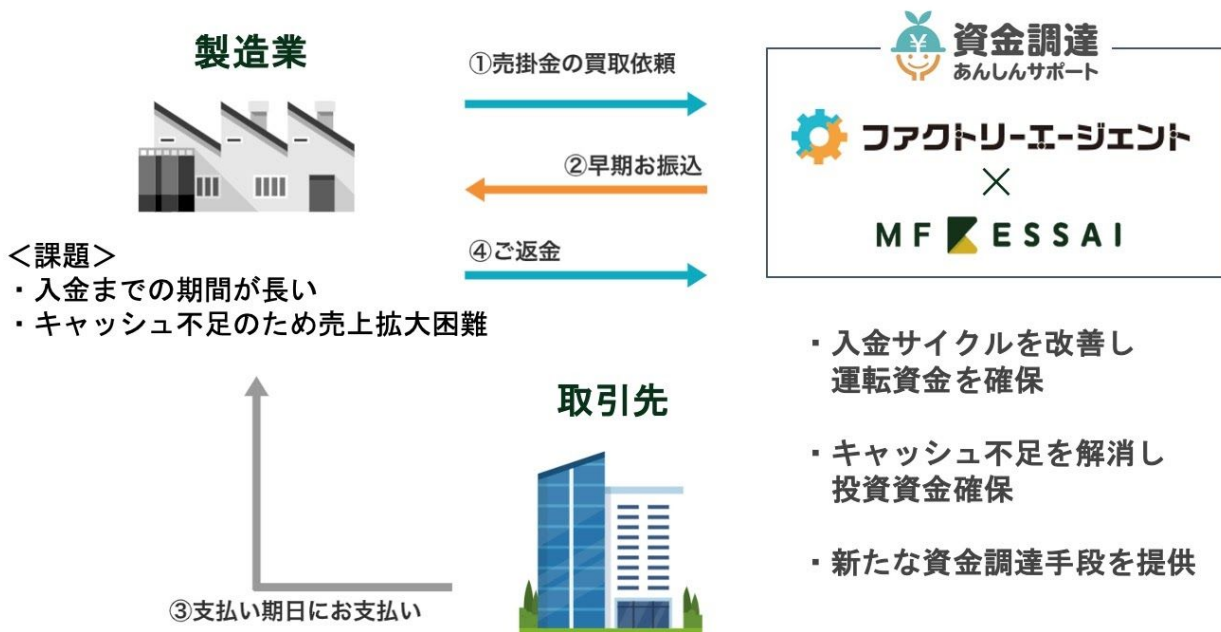 製造業
①売掛金の買取依頼
②早期お振込
④ご返金
資金調達
あんしんサポート
ファクトリーエージェント
×
MF KESSAI
＜課題＞
・入金までの期間が長い
・キャッシュ不足のため売上拡大困難
取引先
③支払い期日にお支払い
・入金サイクルを改善し
運転資金を確保
・キャッシュ不足を解消し
投資資金確保
・新たな資金調達手段を提供